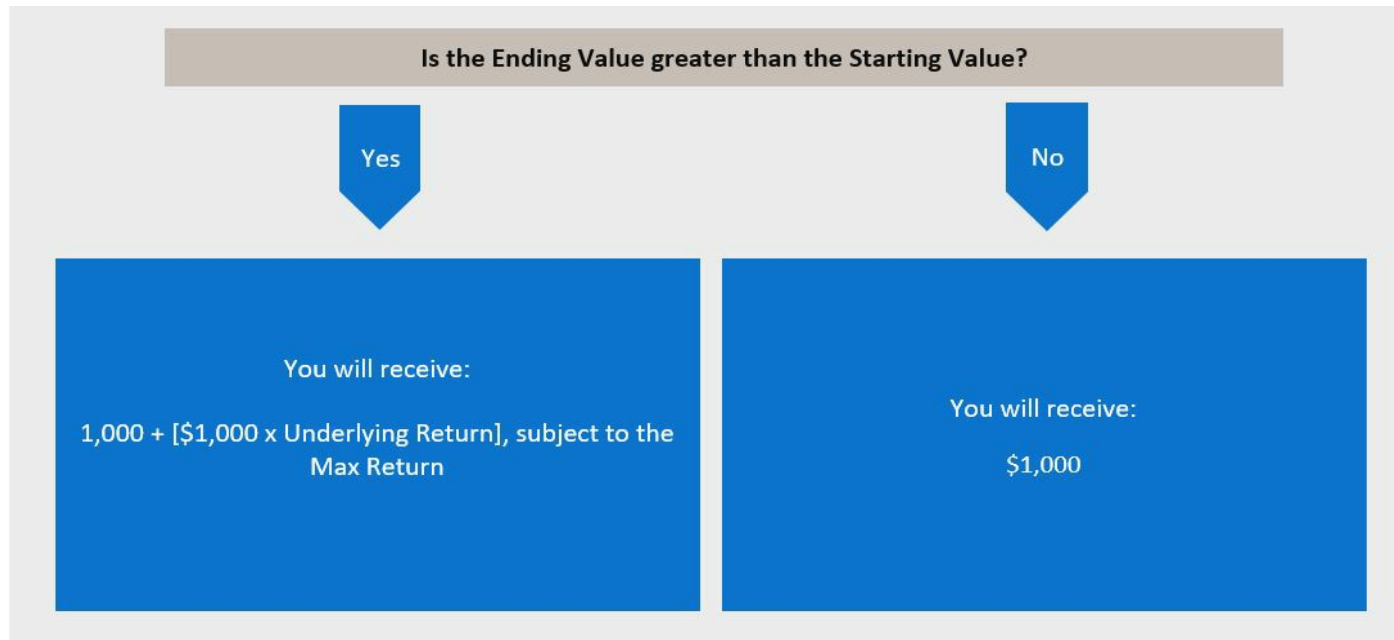 Is the Ending Value greater than the Starting Value?
Yes
No
You will receive:
1,000 + [$1,000 x Underlying Return], subject to the
Max Return
You will receive:
$1,000